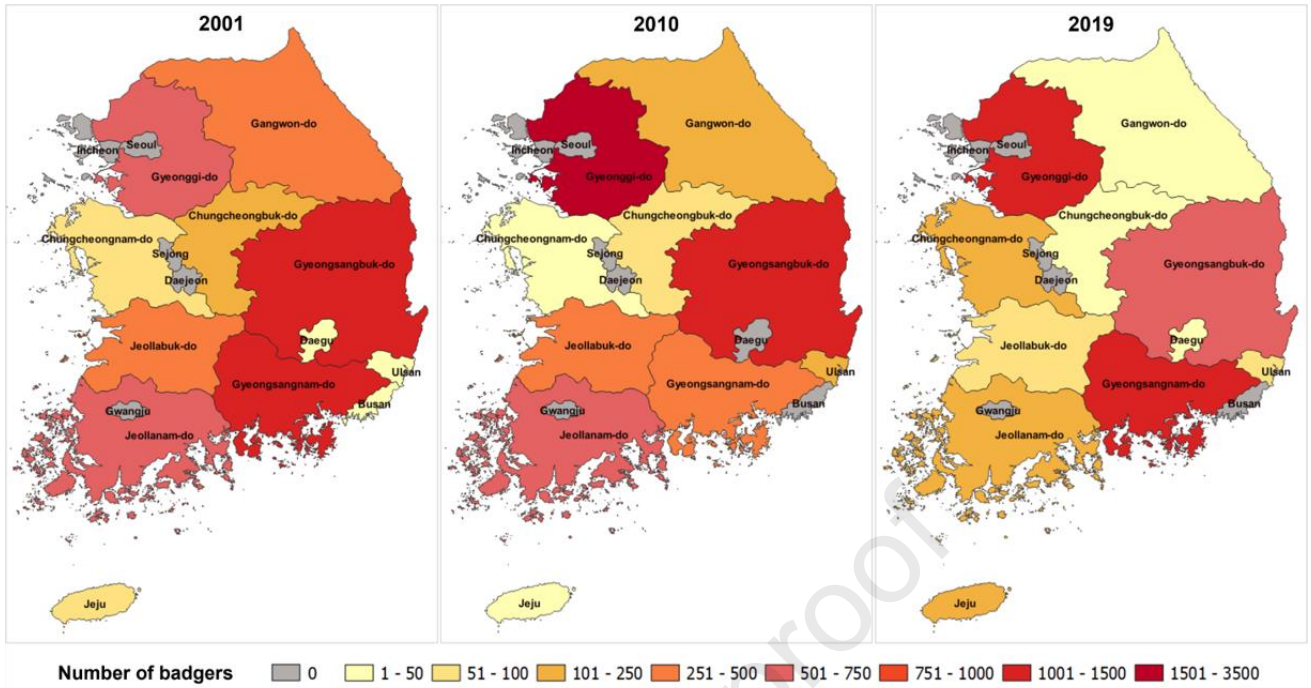 2001
Gangwon-do
Seoul
Incheon
Gyeonggi-do
Chungcheongbuk-do
Chungcheongnam-do
Sejong
Gyeongsangbuk-do
Daejeon
Daegu
Jeollabuk-do
Ulsan
Gyeongsangnam-do
Busan
Gwangju
Jeollanam-do
Jeju
2010
Gangwon-do
Seoul
Incheon
Gyeonggi-do
Chungcheongbuk-do
Chungcheongnam-do
Sejong
Gyeongsangbuk-do
Daejeon
Daegu
Jeollabuk-do
Ulsan
Gyeongsangnam-do
Busan
Gwangju
Jeollanam-do
Jeju
2019
Gangwon-do
Seoul
Incheon
Gyeonggi-do
Chungcheongbuk-do
Chungcheongnam-do
Sejong
Gyeongsangbuk-do
Daejeon
Daegu
Jeollabuk-do
Ulsan
Gyeongsangnam-do
Busan
Gwangju
Jeollanam-do
Jeju
proof
Number of badgers 0 1 - 50 51 - 100 101 - 250 251 - 500 501 - 750 751 - 1000 1001 - 1500 1501 - 3500